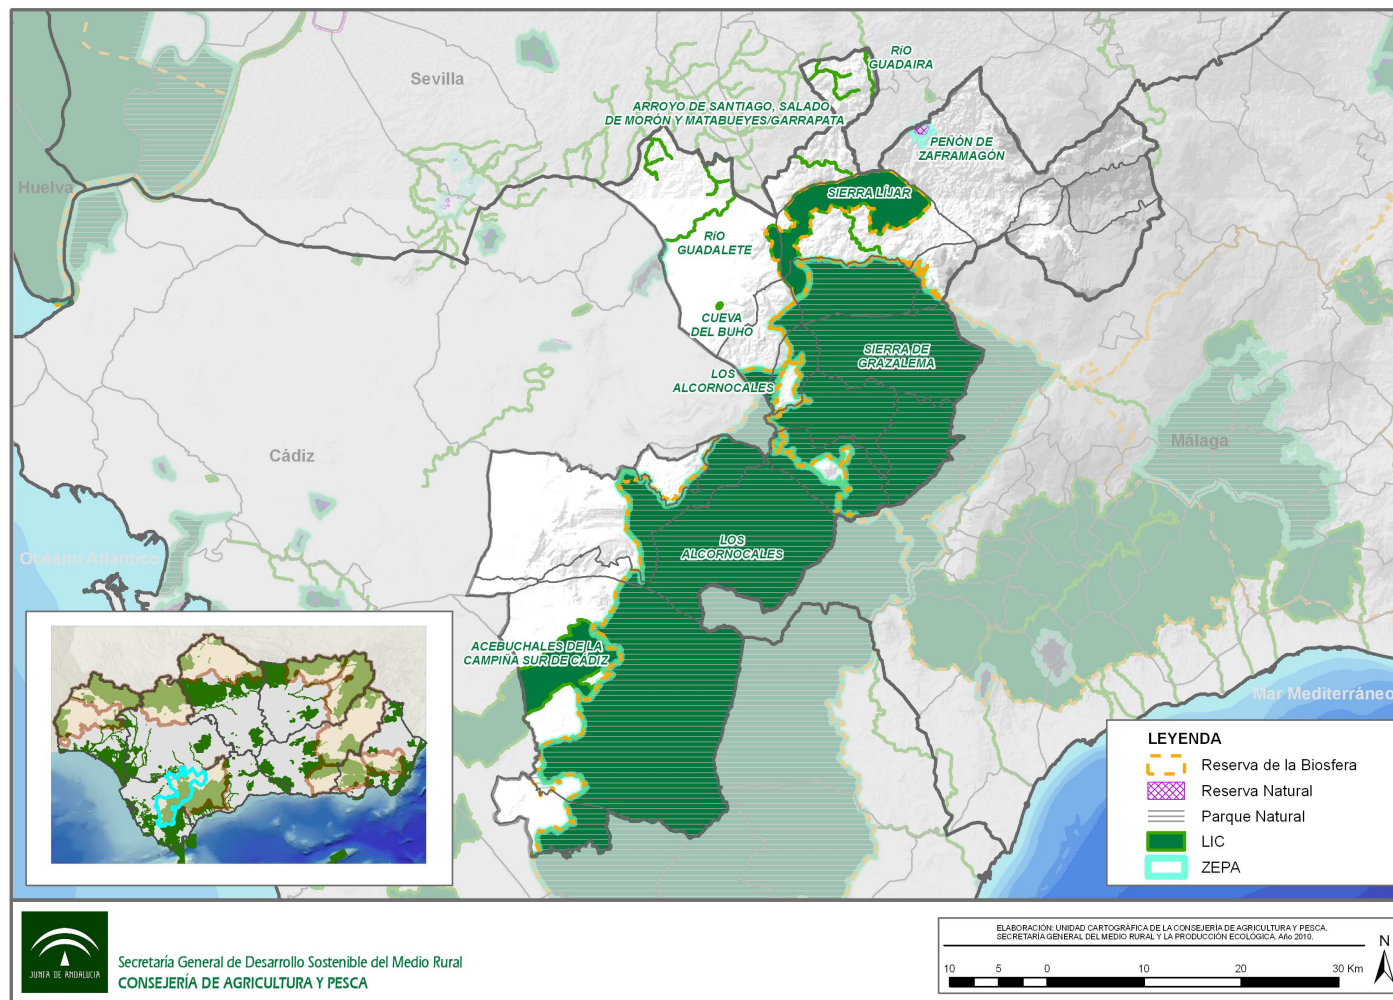 RÍO
GUADAIRA
Sevilla
ARROYO DE SANTIAGO, SALADO
DE MORÓN Y MATABUEYES/GARRAPATA
PEÑÓN DE
ZAFRAMAGÓN
Huelva
SIERRA LÍJAR
RÍO
GUADALETE
CUEVA
DEL BUHO
SIERRA DE
GRAZALEMA
LOS
ALCORNOCALES
Málaga
Cádiz
LOS
ALCORNOCALES
Océano Atlántico
ACEBUCHALES DE LA
CAMPIÑA SUR DE CÁDIZ
Mar Mediterráneo
LEYENDA
Reserva de la Biosfera
Reserva Natural
Parque Natural
LIC
ZEPA
JUNTA DE ANDALUCIA
Secretaría General de Desarrollo Sostenible del Medio Rural
CONSEJERÍA DE AGRICULTURA Y PESCA
ELABORACIÓN: UNIDAD CARTOGRÁFICA DE LA CONSEJERÍA DE AGRICULTURA Y PESCA.
SECRETARÍA GENERAL DEL MEDIO RURAL Y LA PRODUCCIÓN ECOLÓGICA. Año 2010.
N
10 5 0 10 20 30 Km